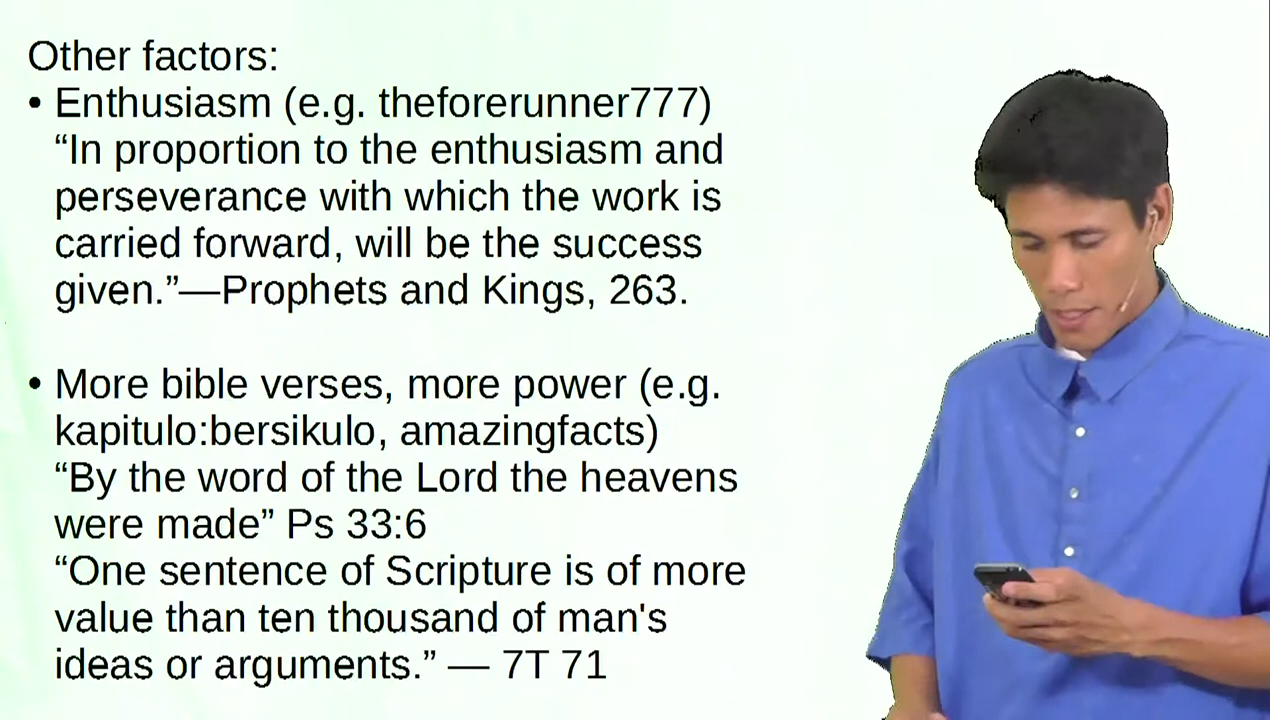 Other factors:
• Enthusiasm (e.g. theforerunner777)
“In proportion to the enthusiasm and
perseverance with which the work is
carried forward, will be the success
given.”—Prophets and Kings, 263.
• More bible verses, more power (e.g.
kapitulo:bersikulo, amazingfacts)
“By the word of the Lord the heavens
were made” Ps 33:6
“One sentence of Scripture is of more
value than ten thousand of man's
ideas or arguments.” — 7T 71